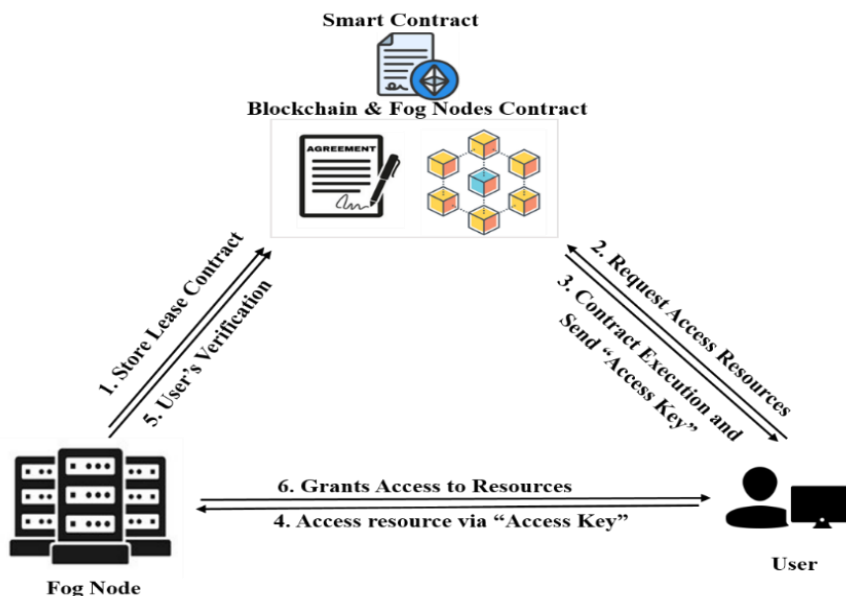 Smart Contract
Blockchain & Fog Nodes Contract
AGREEMENT
1. Store Lease Contract
5. User's Verification
2. Request Access Resources
3. Contract Execution and
Send “Access Key”
6. Grants Access to Resources
4. Access resource via “Access Key”
Fog Node
User